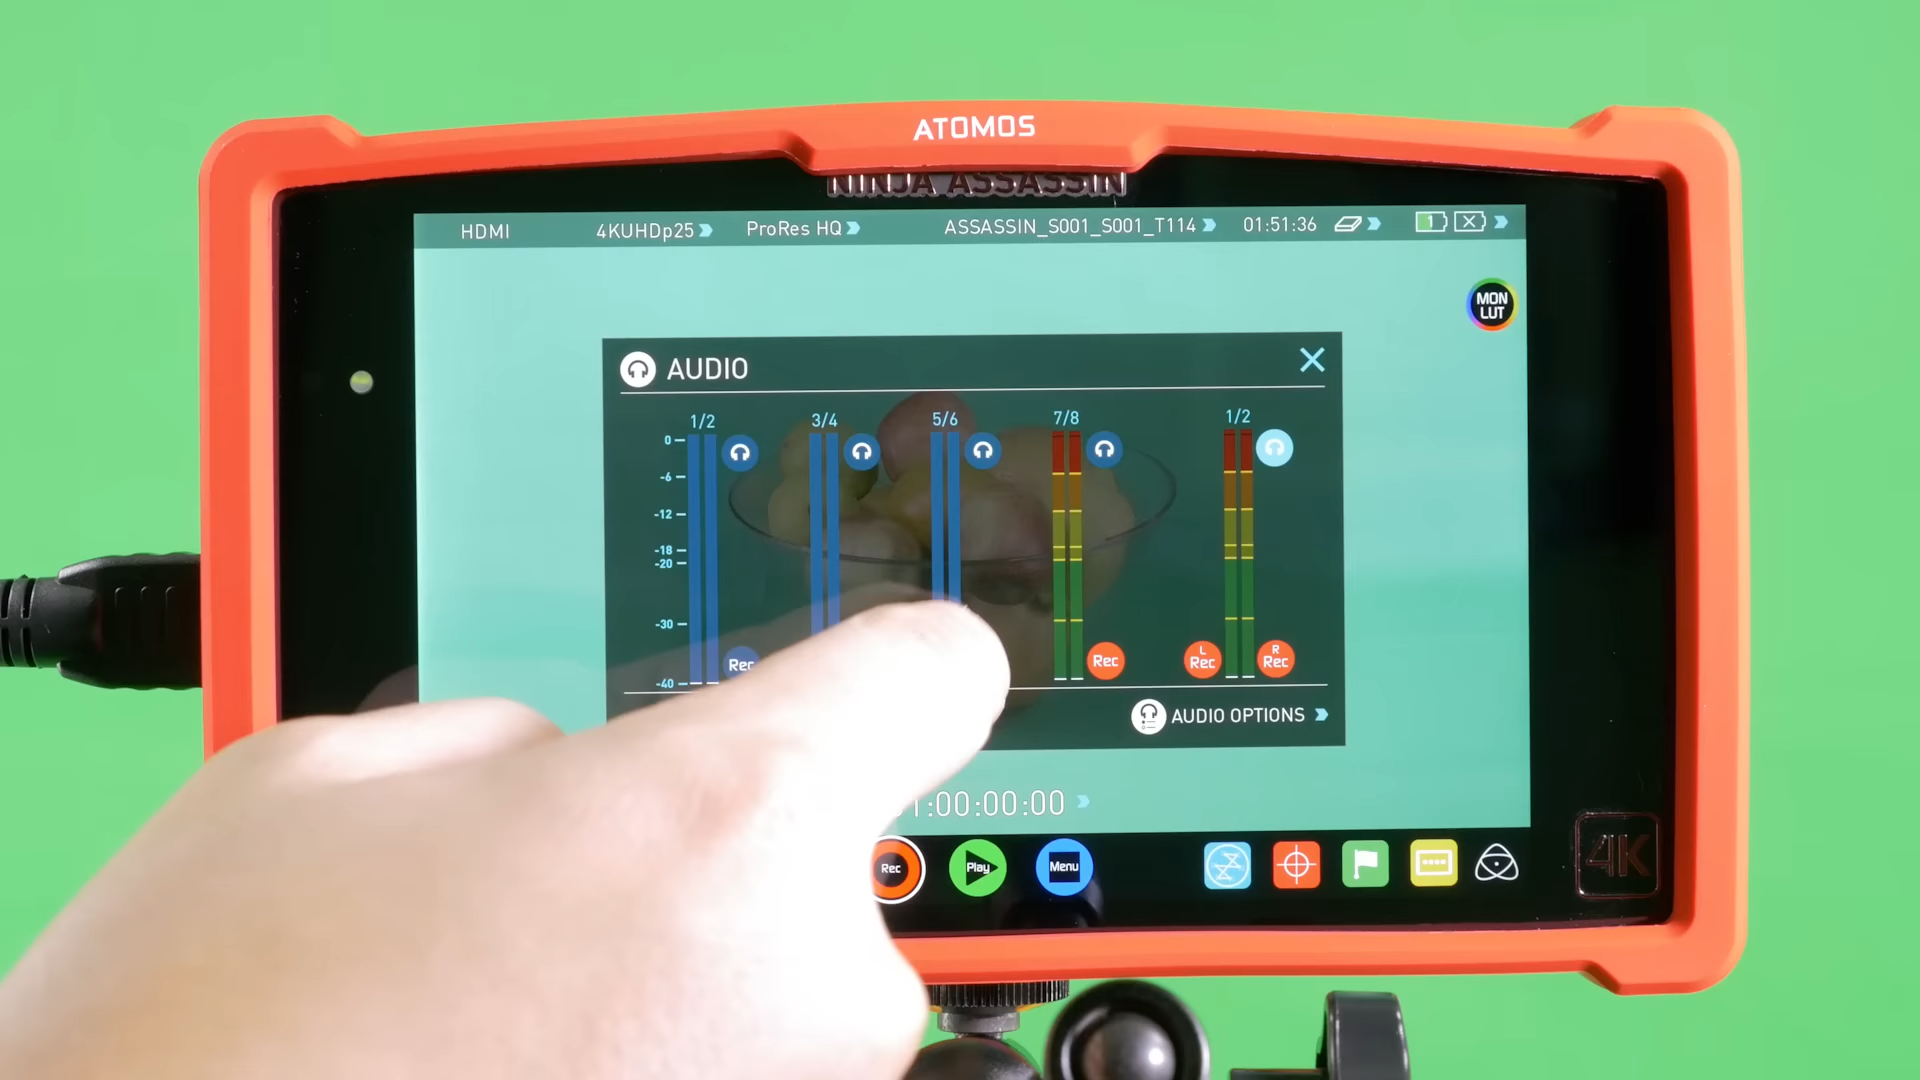 ATOMOS
NINJA ASSASSIN
HDMI 4KUHDp25 ProRes HQ ASSASSIN_S001_S001_T114 01:51:36 1
MON
LUT
AUDIO
1/2 3/4 5/6 7/8 1/2
0
-6
-12
-18
-20
-30
-40
Rec Rec L Rec R Rec
AUDIO OPTIONS
:00:00:00
Rec Play Menu
4K